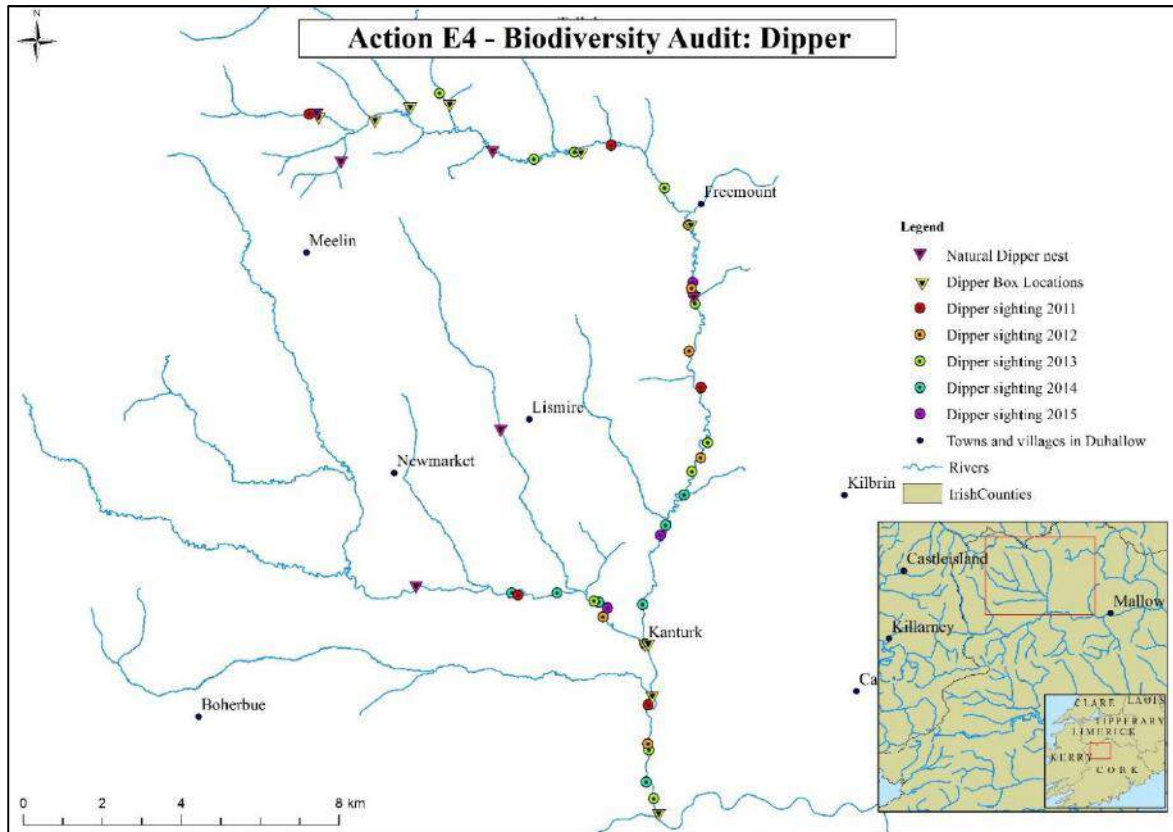 Action E4 - Biodiversity Audit: Dipper
N
Freemount
Meelin
Legend
Natural Dipper nest
Dipper Box Locations
Dipper sighting 2011
Dipper sighting 2012
Dipper sighting 2013
Dipper sighting 2014
Dipper sighting 2015
Towns and villages in Duhallow
Rivers
IrishCounties
Lismire
Newmarket
Kilbrin
Kanturk
Boherbue
Ca
Castleisland
Mallow
Killarney
CLARE
LAOIS
TIPPERARY
LIMERICK
KERRY
CORK
0 2 4 8 km